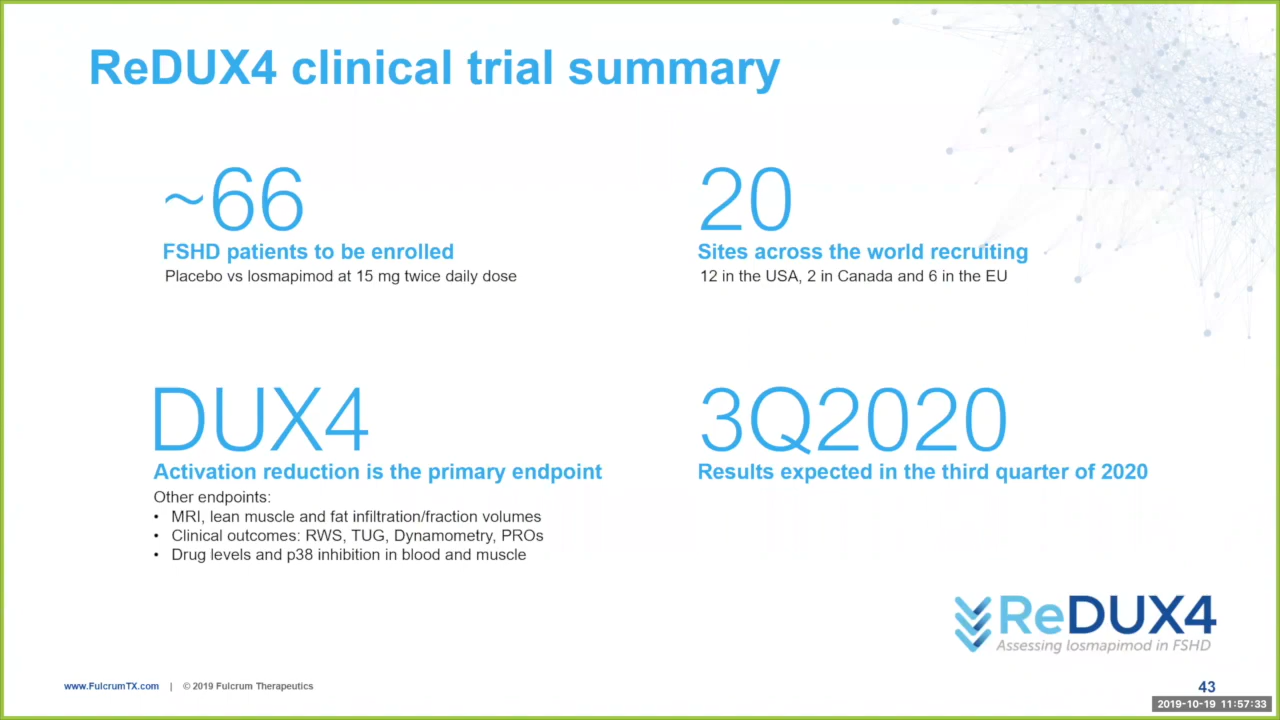 ReDUX4 clinical trial summary
~66
FSHD patients to be enrolled
Placebo vs losmapimod at 15 mg twice daily dose
20
Sites across the world recruiting
12 in the USA, 2 in Canada and 6 in the EU
DUX4
Activation reduction is the primary endpoint
Other endpoints:
• MRI, lean muscle and fat infiltration/fraction volumes
• Clinical outcomes: RWS, TUG, Dynamometry, PROs
• Drug levels and p38 inhibition in blood and muscle
3Q2020
Results expected in the third quarter of 2020
ReDUX4
Assessing losmapimod in FSHD
www.FulcrumTX.com | © 2019 Fulcrum Therapeutics
43
2019-10-19 11:57:33